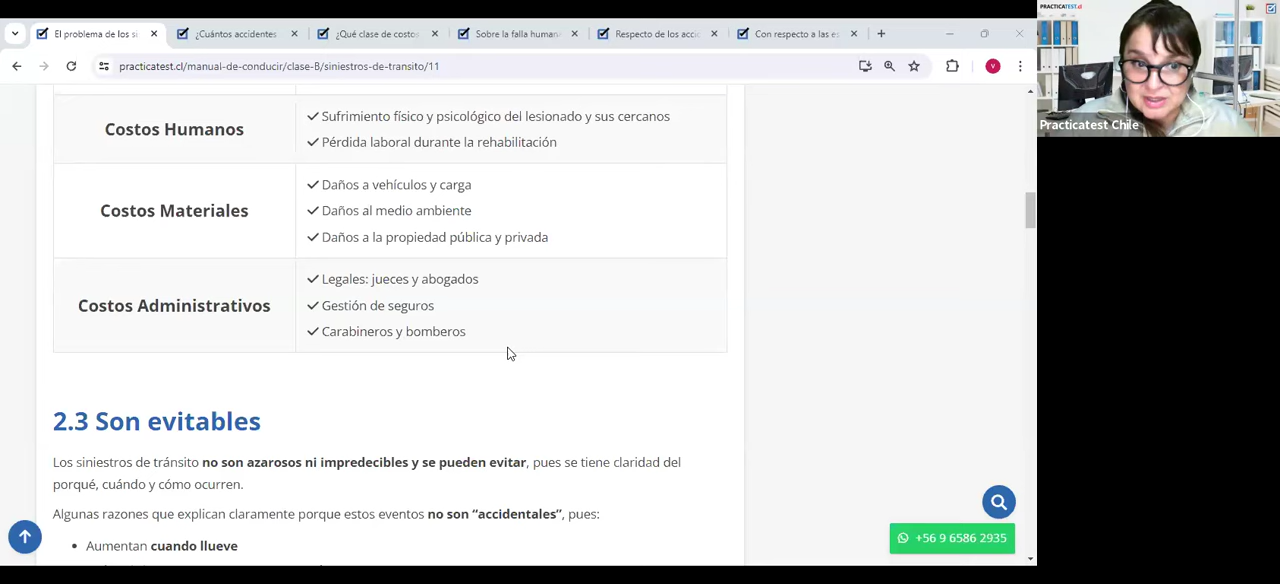 El problema de los si
¿Cuántos accidentes
¿Qué clase de costos
Sobre la falla human
Respecto de los acci
Con respecto a las e
practicatest.cl/manual-de-conducir/clase-B/siniestros-de-transito/11
V
PRACTICATEST.cl
Practicatest Chile
Costos Humanos
✓ Sufrimiento físico y psicológico del lesionado y sus cercanos
✓ Pérdida laboral durante la rehabilitación
Costos Materiales
✓ Daños a vehículos y carga
✓ Daños al medio ambiente
✓ Daños a la propiedad pública y privada
Costos Administrativos
✓ Legales: jueces y abogados
✓ Gestión de seguros
✓ Carabineros y bomberos
2.3 Son evitables
Los siniestros de tránsito no son azarosos ni impredecibles y se pueden evitar, pues se tiene claridad del
porqué, cuándo y cómo ocurren.
Algunas razones que explican claramente porque estos eventos no son “accidentales”, pues:
• Aumentan cuando llueve
+56 9 6586 2935